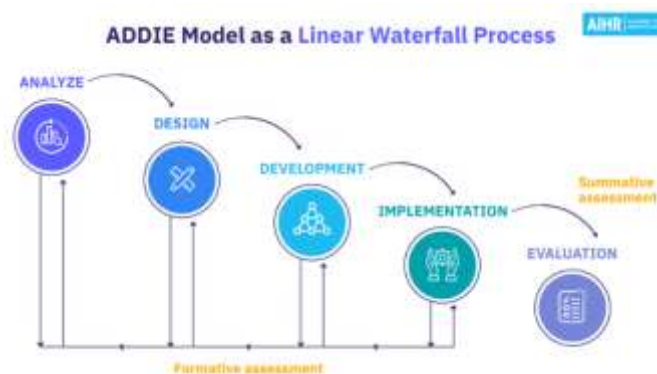 AIHR
ADDIE Model as a Linear Waterfall Process
ANALYZE
DESIGN
DEVELOPMENT
IMPLEMENTATION
Summative
assessment
EVALUATION
Formative assessment